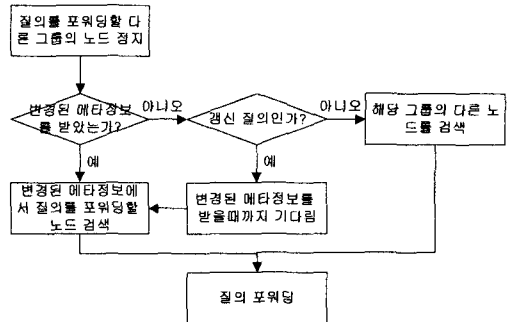 질의를 포워딩할 다
른 그룹의 노드 정지
변경된 메타정보
를 받았는가?
아니오
갱신 질의인가?
아니오
해당 그룹의 다른 노
드를 검색
예
예
변경된 메타정보에
서 질의를 포워딩할
노드 검색
변경된 메타정보를
받을때까지 기다림
질의 포워딩